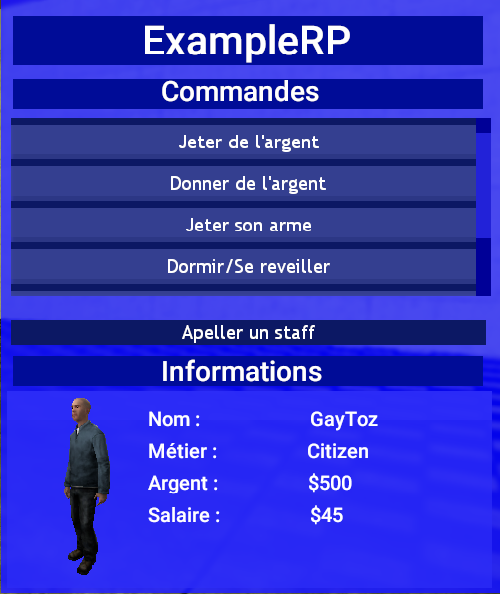 ExampleRP
Commandes
Jeter de l'argent
Donner de l'argent
Jeter son arme
Dormir/Se reveiller
Apeller un staff
Informations
Nom : GayToz
Métier : Citizen
Argent : $500
Salaire : $45